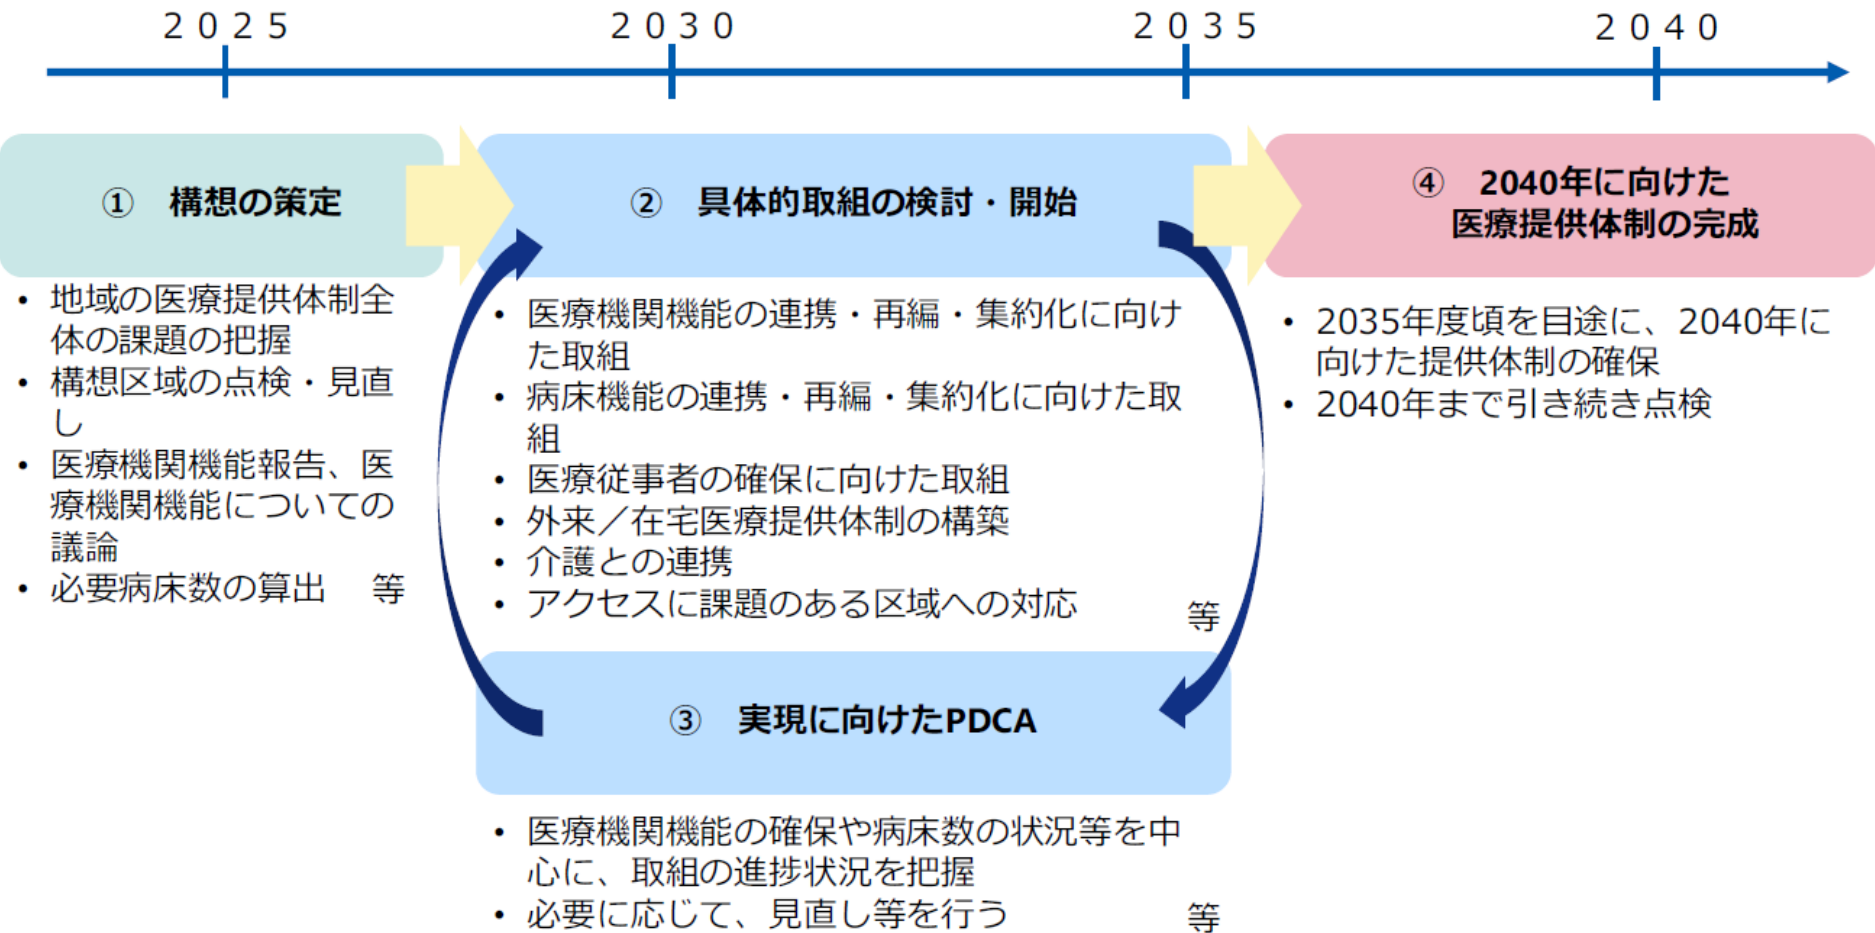 ２０２５
２０３０
２０３５
２０４０
① 構想の策定
• 地域の医療提供体制全
体の課題の把握
• 構想区域の点検・見直
し
• 医療機関機能報告、医
療機関機能についての
議論
• 必要病床数の算出 等
② 具体的取組の検討・開始
• 医療機関機能の連携・再編・集約化に向け
た取組
• 病床機能の連携・再編・集約化に向けた取
組
• 医療従事者の確保に向けた取組
• 外来／在宅医療提供体制の構築
• 介護との連携
• アクセスに課題のある区域への対応
等
③ 実現に向けたPDCA
• 医療機関機能の確保や病床数の状況等を中
心に、取組の進捗状況を把握
• 必要に応じて、見直し等を行う 等
④ 2040年に向けた
医療提供体制の完成
• 2035年度頃を目途に、2040年に
向けた提供体制の確保
• 2040年まで引き続き点検